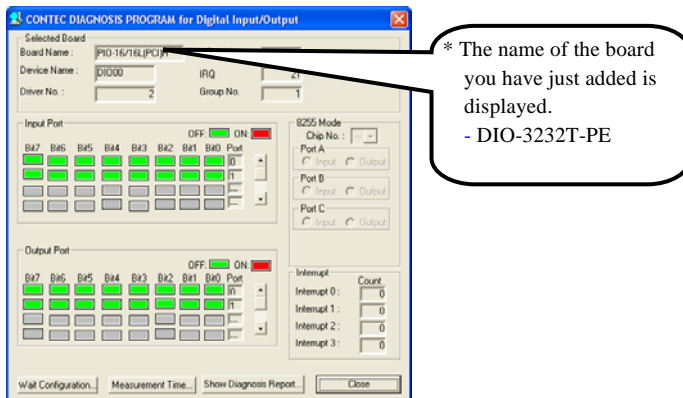 CONTEC DIAGNOSIS PROGRAM for Digital Input/Output
Selected Board
Board Name : PIO-16/16L(PCI)H
Device Name : DIO00 IRQ 21
Driver No. : 2 Group No. 1
* The name of the board
you have just added is
displayed.
- DIO-3232T-PE
Input Port
OFF: ON:
Bit7 Bit6 Bit5 Bit4 Bit3 Bit2 Bit1 Bit0 Port
0
1
---
---
8255 Mode
Chip No. : --
Port A
Input Output
Port B
Input Output
Port C
Input Output
Output Port
OFF: ON:
Bit7 Bit6 Bit5 Bit4 Bit3 Bit2 Bit1 Bit0 Port
0
1
---
---
Interrupt
Count
Interrupt 0 : 0
Interrupt 1 : 0
Interrupt 2 : 0
Interrupt 3 : 0
Wait Configuration... Measurement Time... Show Diagnosis Report... Close